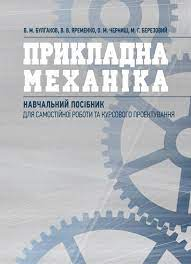 В. М. БУЛГАКОВ, В. В. ЯРЕМЕНКО, О. М. ЧЕРНИШ, М. Г. БЕРЕЗОВИЙ
ПРИКЛАДНА
МЕХАНІКА
НАВЧАЛЬНИЙ ПОСІБНИК
ДЛЯ САМОСТІЙНОЇ РОБОТИ ТА КУРСОВОГО ПРОЕКТУВАННЯ